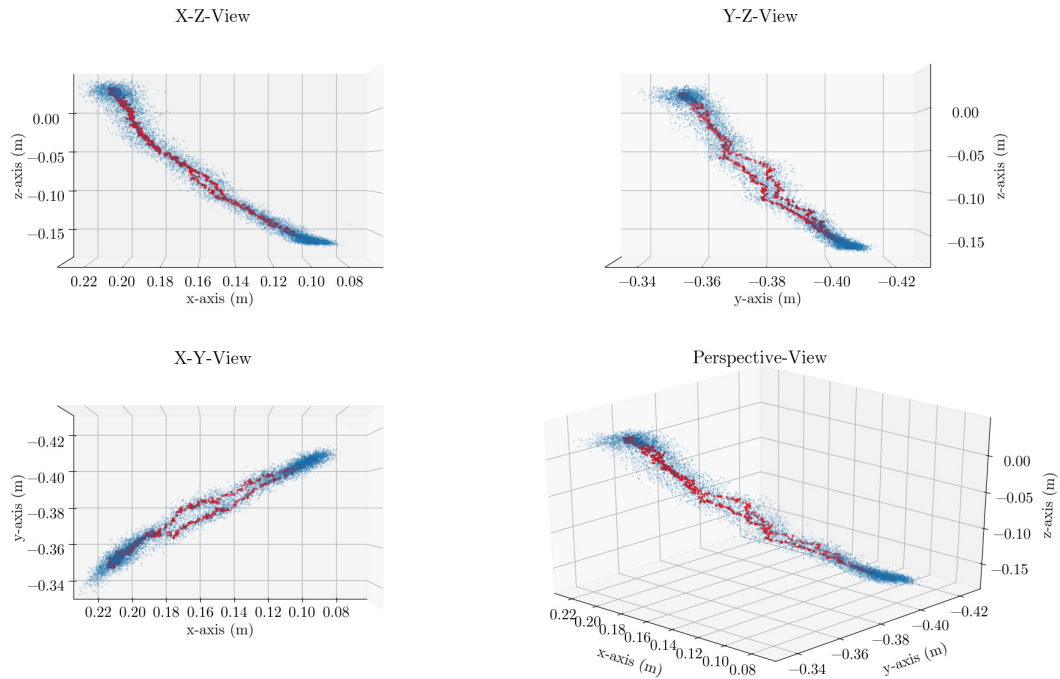 X-Z-View
0.00
−0.05
−0.10
−0.15
z-axis (m)
0.22 0.20 0.18 0.16 0.14 0.12 0.10 0.08
x-axis (m)
Y-Z-View
0.00
−0.05
−0.10
−0.15
z-axis (m)
−0.34 −0.36 −0.38 −0.40 −0.42
y-axis (m)
X-Y-View
−0.42
−0.40
−0.38
−0.36
−0.34
y-axis (m)
0.22 0.20 0.18 0.16 0.14 0.12 0.10 0.08
x-axis (m)
Perspective-View
0.00
−0.05
−0.10
−0.15
z-axis (m)
0.22 0.20 0.18 0.16 0.14 0.12 0.10 0.08
x-axis (m)
−0.34 −0.36 −0.38 −0.40 −0.42
y-axis (m)